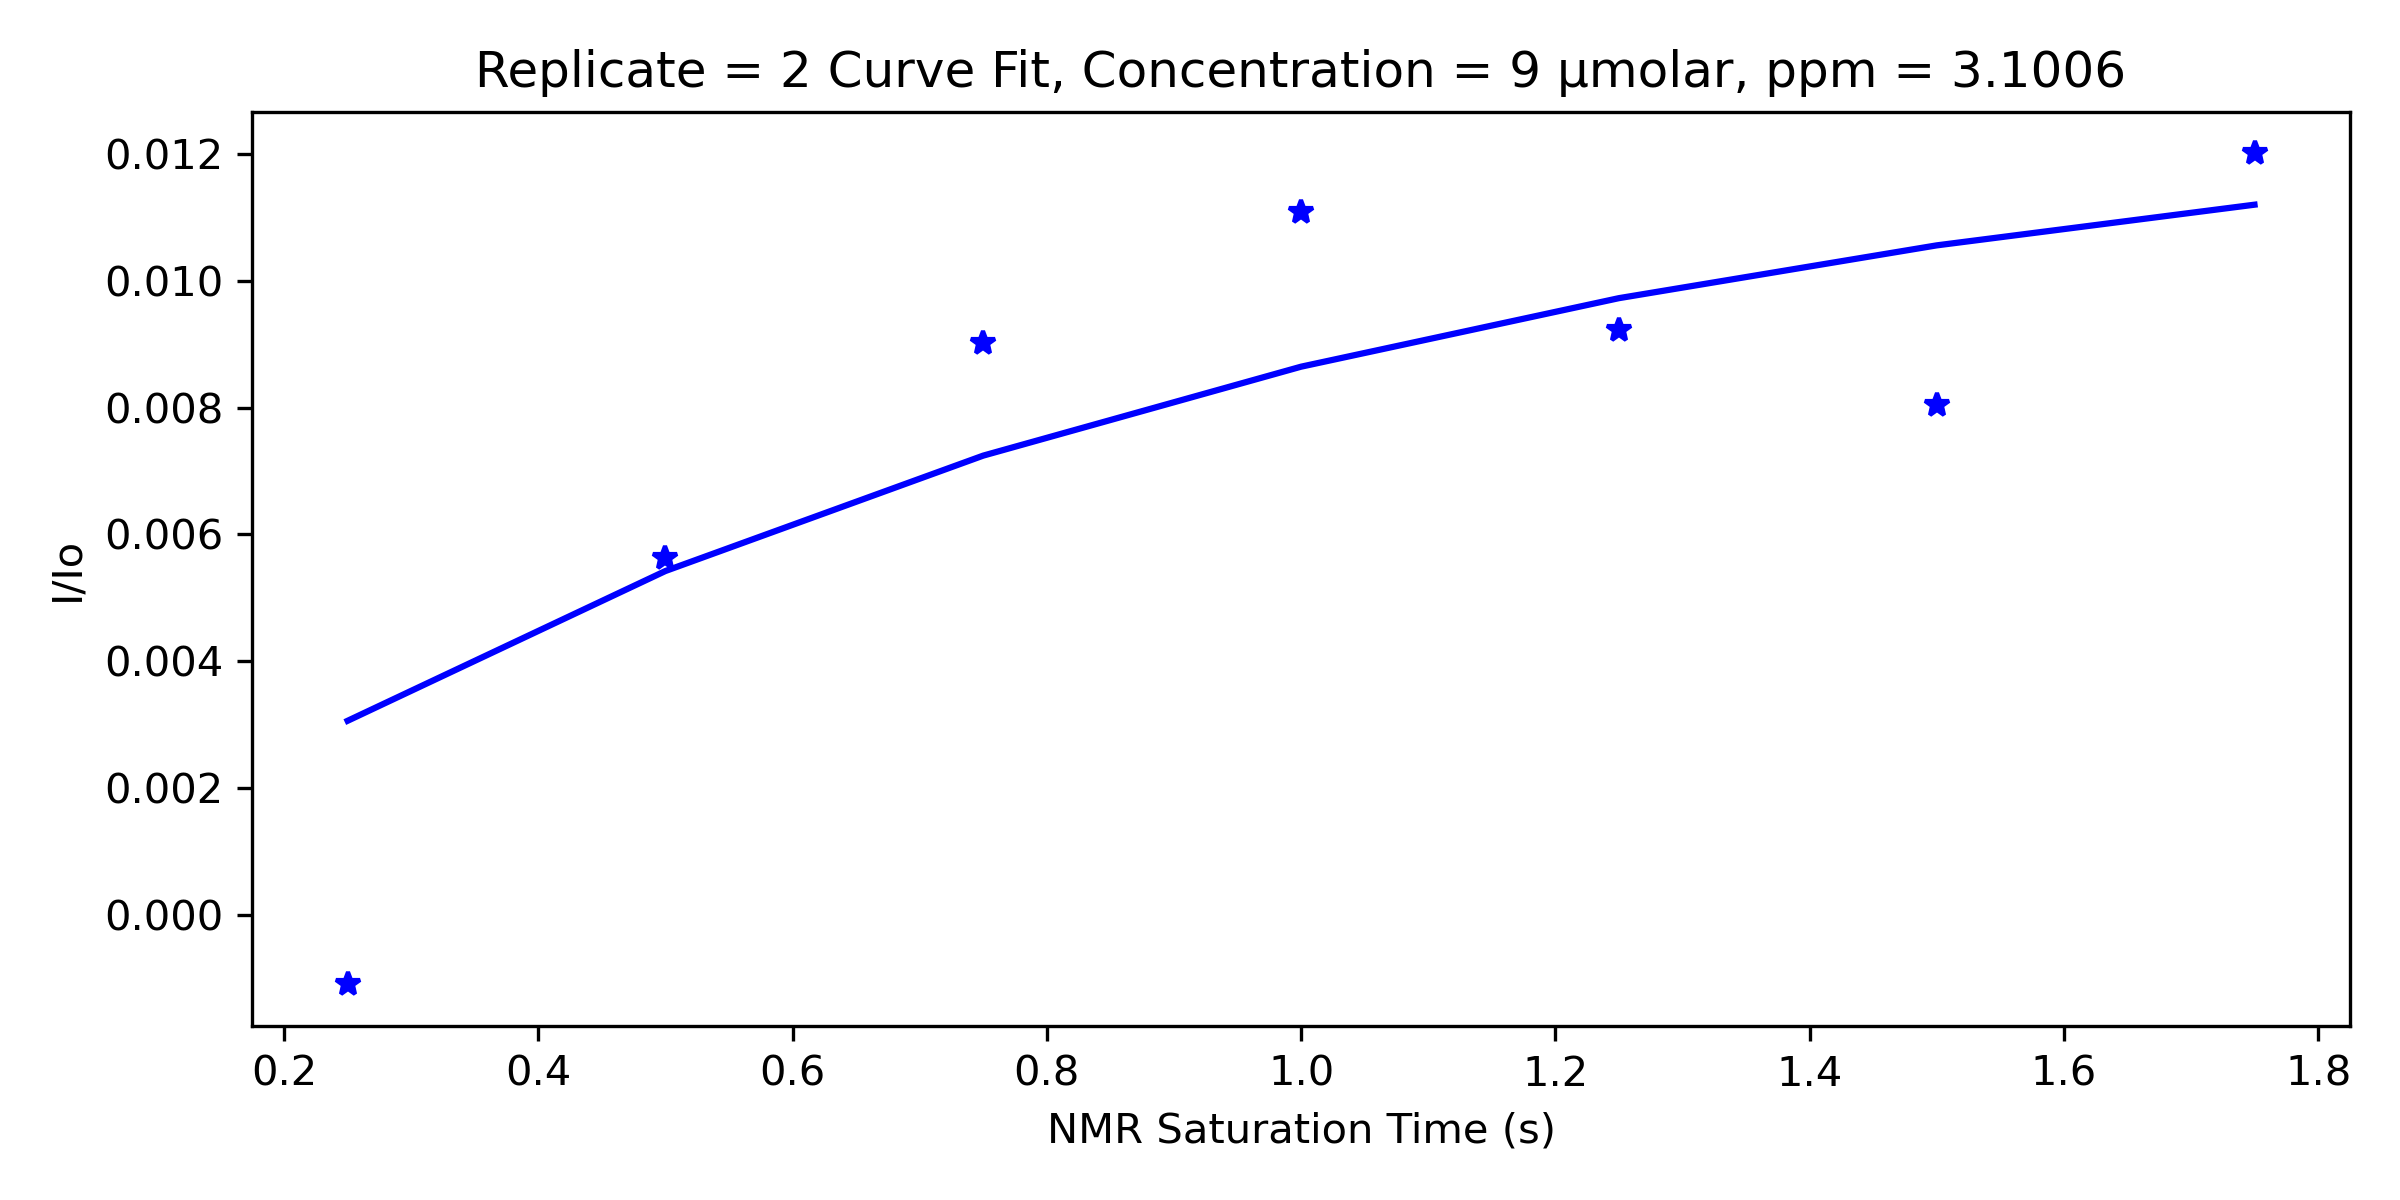 Replicate = 2 Curve Fit, Concentration = 9 µmolar, ppm = 3.1006
0.012
0.010
0.008
0.006
0.004
0.002
0.000
I/Io
0.2 0.4 0.6 0.8 1.0 1.2 1.4 1.6 1.8
NMR Saturation Time (s)